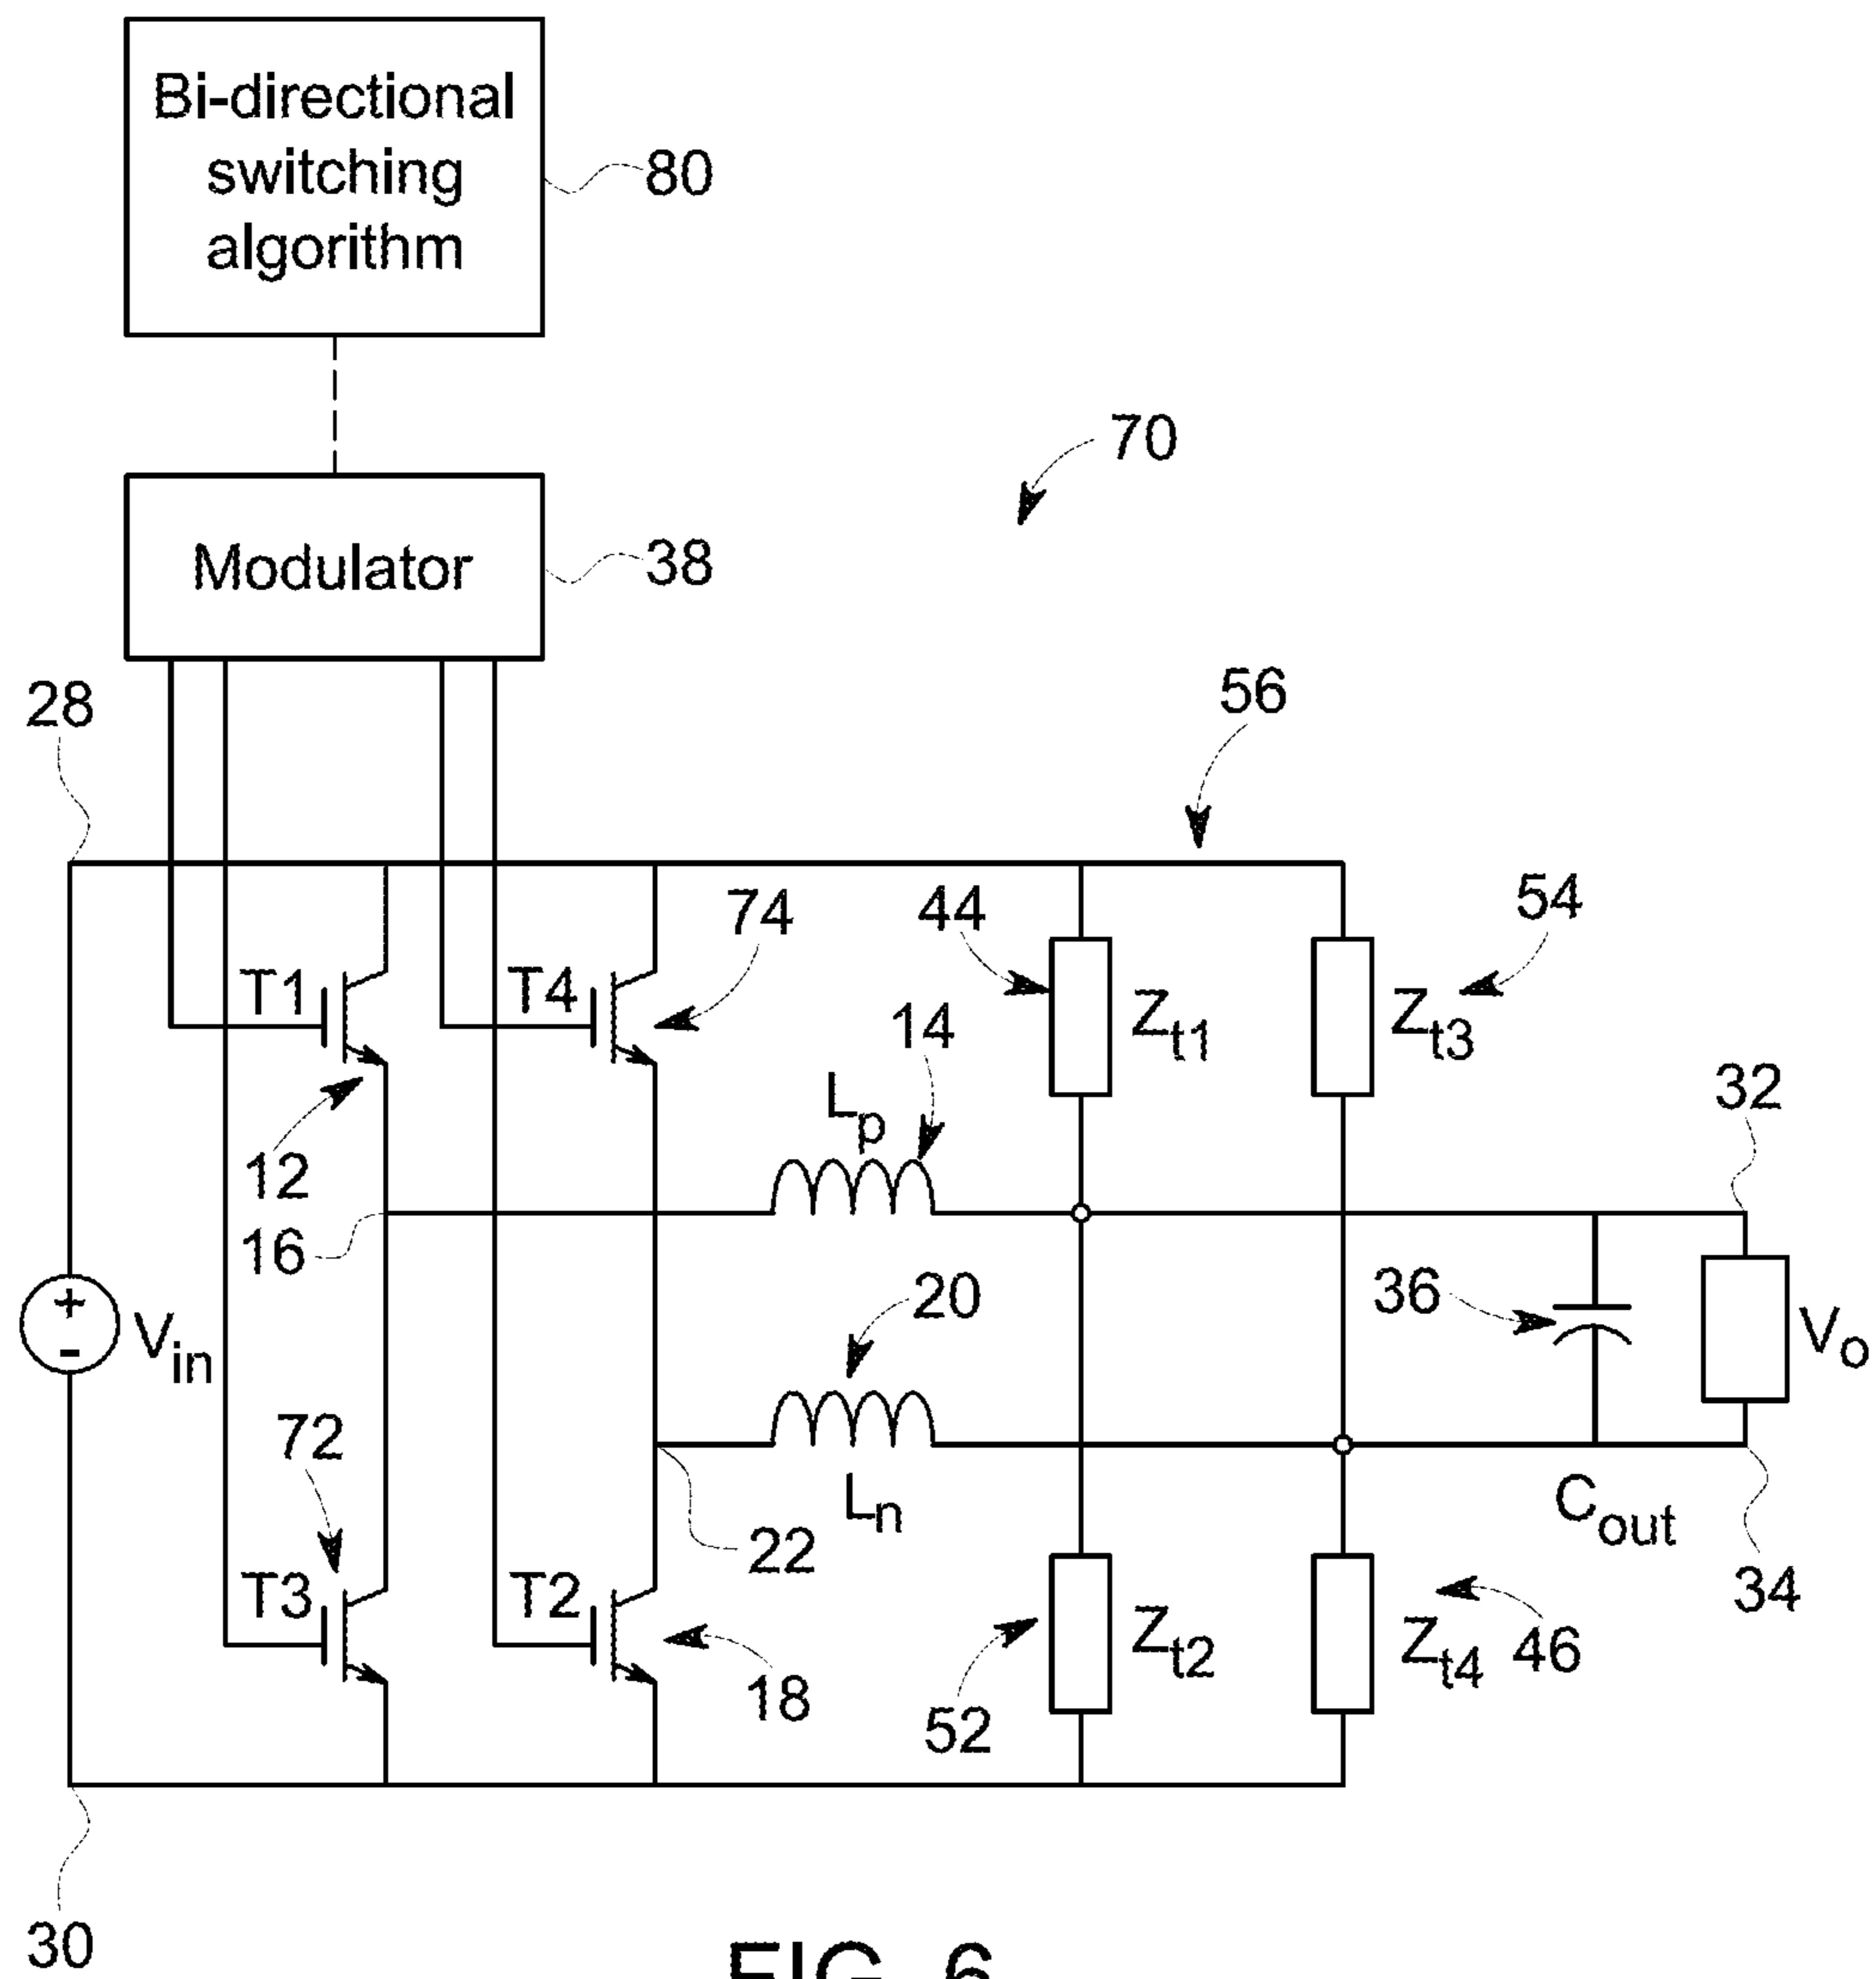 Bi-directional
switching
algorithm
80
70
Modulator
38
28
56
74
44
54
T1
T4
14
Zt1
Zt3
Lp
32
12
16
20
36
+
-
Vin
Vo
72
Ln
22
Cout
34
T3
T2
Zt2
Zt4
46
18
52
30
FIG. 6